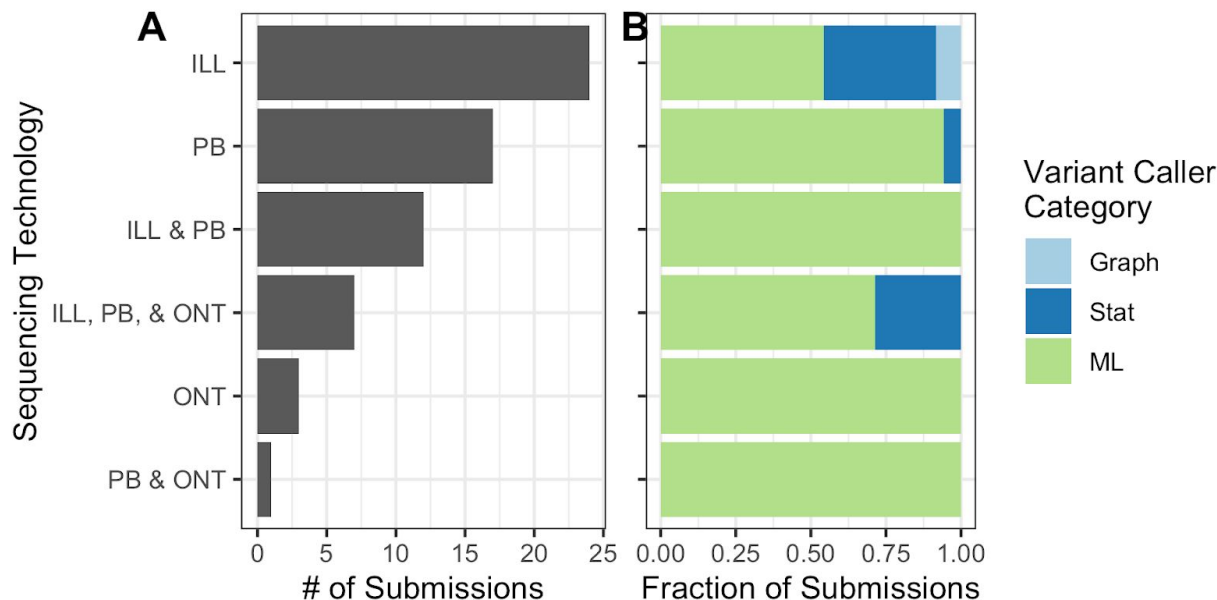 A
B
Sequencing Technology
ILL
PB
ILL & PB
ILL, PB, & ONT
ONT
PB & ONT
0 5 10 15 20 25
# of Submissions
0.00 0.25 0.50 0.75 1.00
Fraction of Submissions
Variant Caller
Category
Graph
Stat
ML